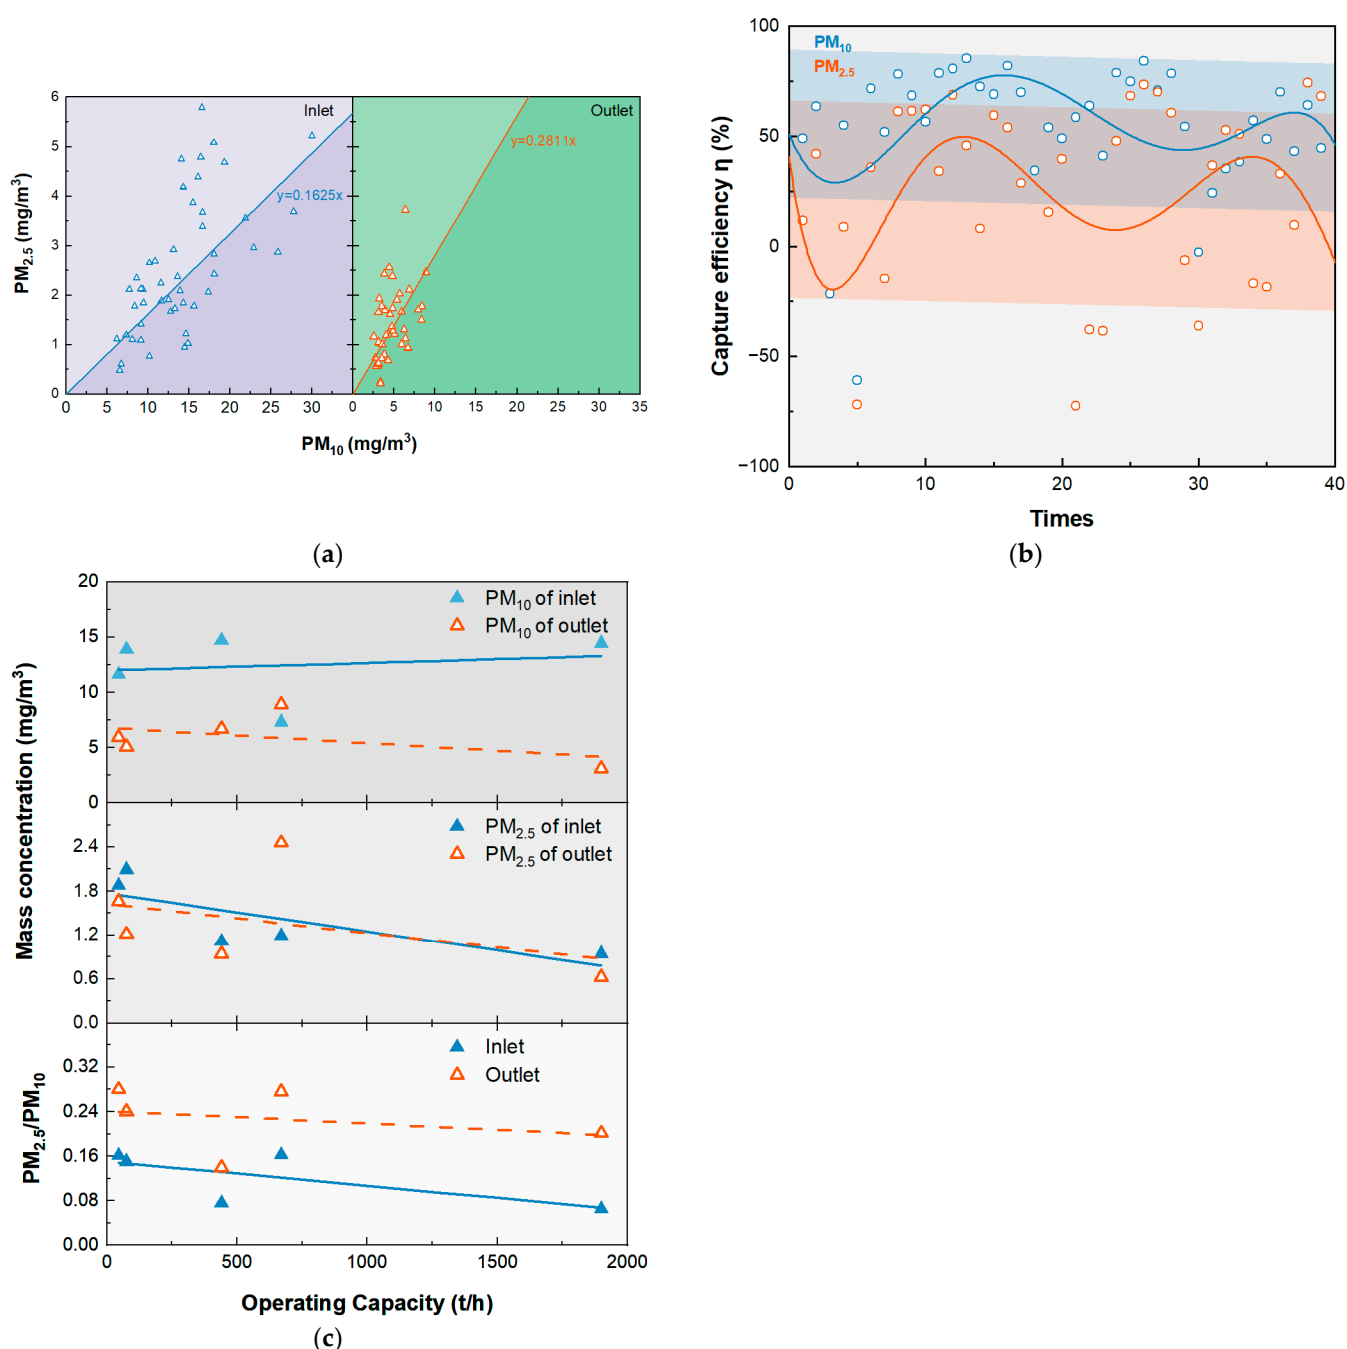 Inlet
Outlet
y=0.1625x
y=0.2811x
6
5
4
3
2
1
0
0 5 10 15 20 25 30 0 5 10 15 20 25 30 35
PM2.5 (mg/m3)
PM10 (mg/m3)
(a)
PM10
PM2.5
100
50
0
−50
−100
0 10 20 30 40
Capture efficiency η (%)
Times
(b)
20
15
10
5
0
PM10 of inlet
PM10 of outlet
Mass concentration (mg/m3)
2.4
1.8
1.2
0.6
0.0
PM2.5 of inlet
PM2.5 of outlet
0.32
0.24
0.16
0.08
0.00
Inlet
Outlet
PM2.5/PM10
0 500 1000 1500 2000
Operating Capacity (t/h)
(c)